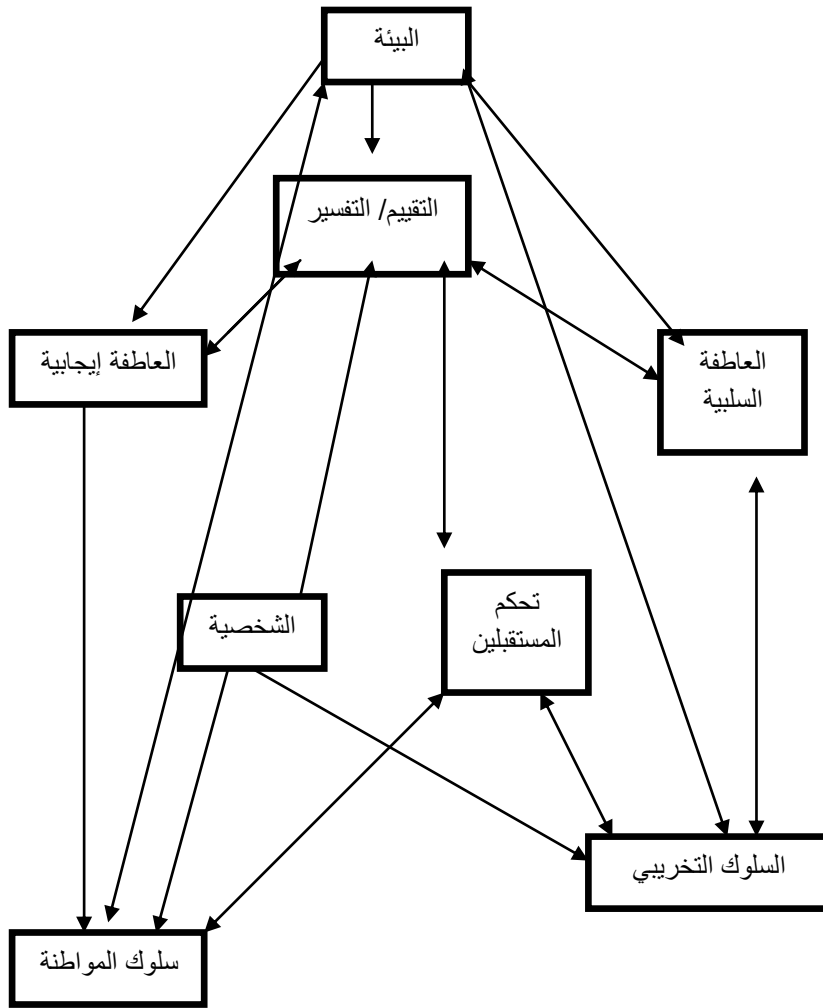 البيئة
التقييم/ التفسير
العاطفة إيجابية
العاطفة
السلبية
الشخصية
تحكم
المستقبلين
السلوك التخريبي
سلوك المواطنة